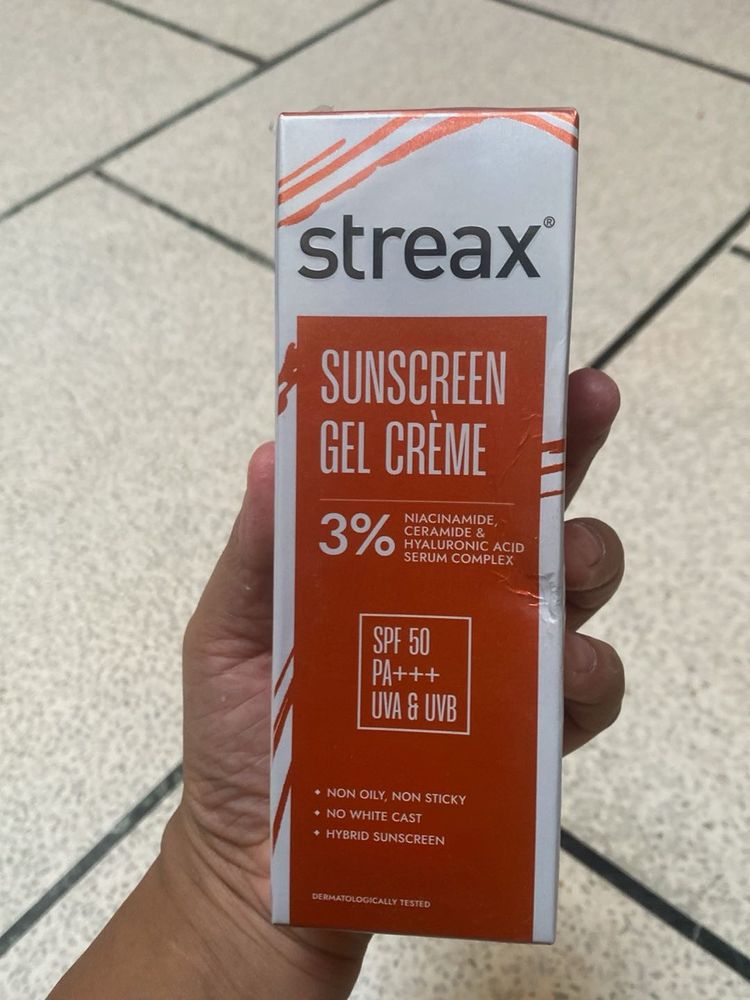 streax®
SUNSCREEN
GEL CRÈME
3%
NIACINAMIDE,
CERAMIDE &
HYALURONIC ACID
SERUM COMPLEX
SPF 50
PA+++
UVA & UVB
✦ NON OILY, NON STICKY
✦ NO WHITE CAST
✦ HYBRID SUNSCREEN
DERMATOLOGICALLY TESTED